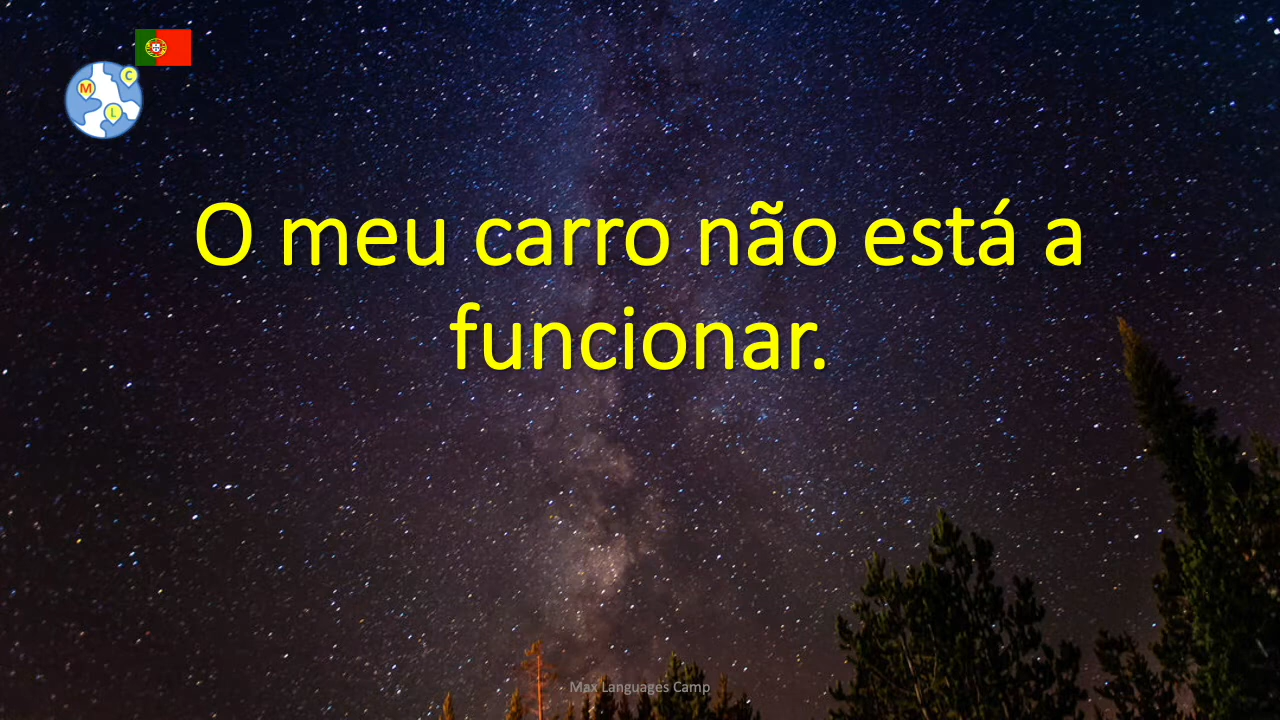 C
M
L
O meu carro não está a
funcionar.
Max Languages Camp